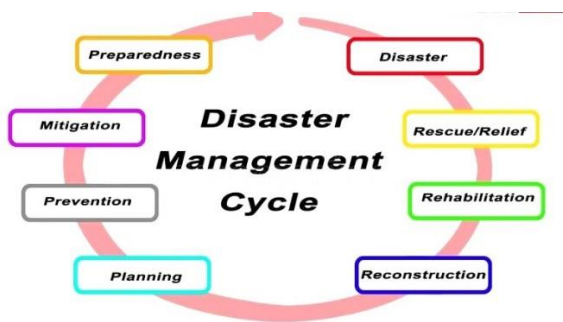 Disaster
Management
Cycle
Disaster
Rescue/Relief
Rehabilitation
Reconstruction
Planning
Prevention
Mitigation
Preparedness